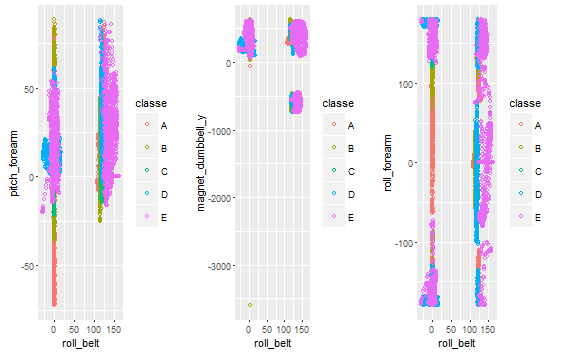 pitch_forearm
50
0
-50
0 50 100 150
roll_belt
classe
A
B
C
D
E
magnet_dumbbell_y
0
-1000
-2000
-3000
0 50 100 150
roll_belt
classe
A
B
C
D
E
roll_forearm
100
0
-100
0 50 100 150
roll_belt
classe
A
B
C
D
E